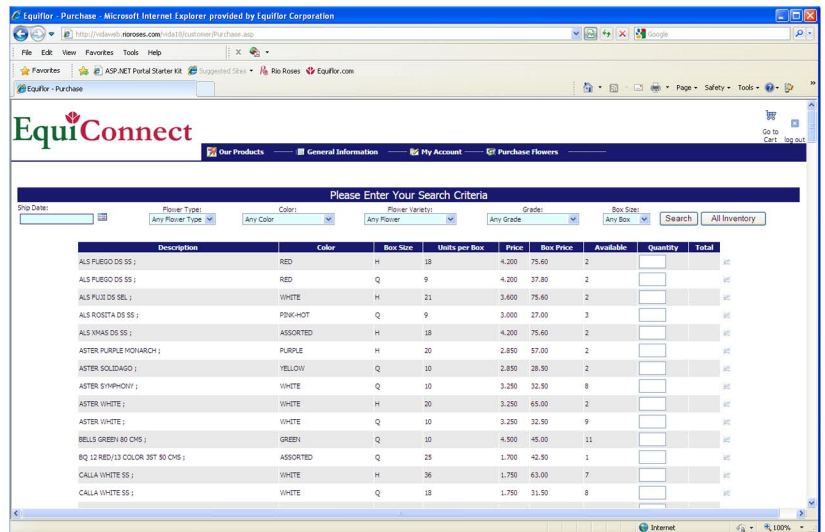 Equiflor - Purchase - Microsoft Internet Explorer provided by Equiflor Corporation
http://vidaweb.rioroses.com/vida10/customer/Purchase.asp
Google
File Edit View Favorites Tools Help
Favorites ASP.NET Portal Starter Kit Suggested Sites Rio Roses Equiflor.com
Equiflor - Purchase
Page Safety Tools
EquiConnect
Go to Cart log out
Our Products General Information My Account Purchase Flowers
Please Enter Your Search Criteria
Ship Date: Flower Type: Color: Flower Variety: Grade: Box Size:
Any Flower Type Any Color Any Flower Any Grade Any Box Search All Inventory
Description Color Box Size Units per Box Price Box Price Available Quantity Total
ALS FUEGO DS SS ; RED H 18 4.200 75.60 2
ALS FUEGO DS SS ; RED Q 9 4.200 37.80 2
ALS FUJI DS SEL ; WHITE H 21 3.600 75.60 2
ALS ROSITA DS SS ; PINK-HOT Q 9 3.000 27.00 3
ALS XMAS DS SS ; ASSORTED H 18 4.200 75.60 2
ASTER PURPLE MONARCH ; PURPLE H 20 2.850 57.00 2
ASTER SOLIDAGO ; YELLOW Q 10 2.850 28.50 2
ASTER SYMPHONY ; WHITE Q 10 3.250 32.50 8
ASTER WHITE ; WHITE H 20 3.250 65.00 2
ASTER WHITE ; WHITE Q 10 3.250 32.50 9
BELLS GREEN 80 CMS ; GREEN Q 10 4.500 45.00 11
BQ 12 RED/13 COLOR 3ST 50 CMS ; ASSORTED Q 25 1.700 42.50 1
CALLA WHITE SS ; WHITE H 36 1.750 63.00 7
CALLA WHITE SS ; WHITE Q 18 1.750 31.50 8
Internet 100%